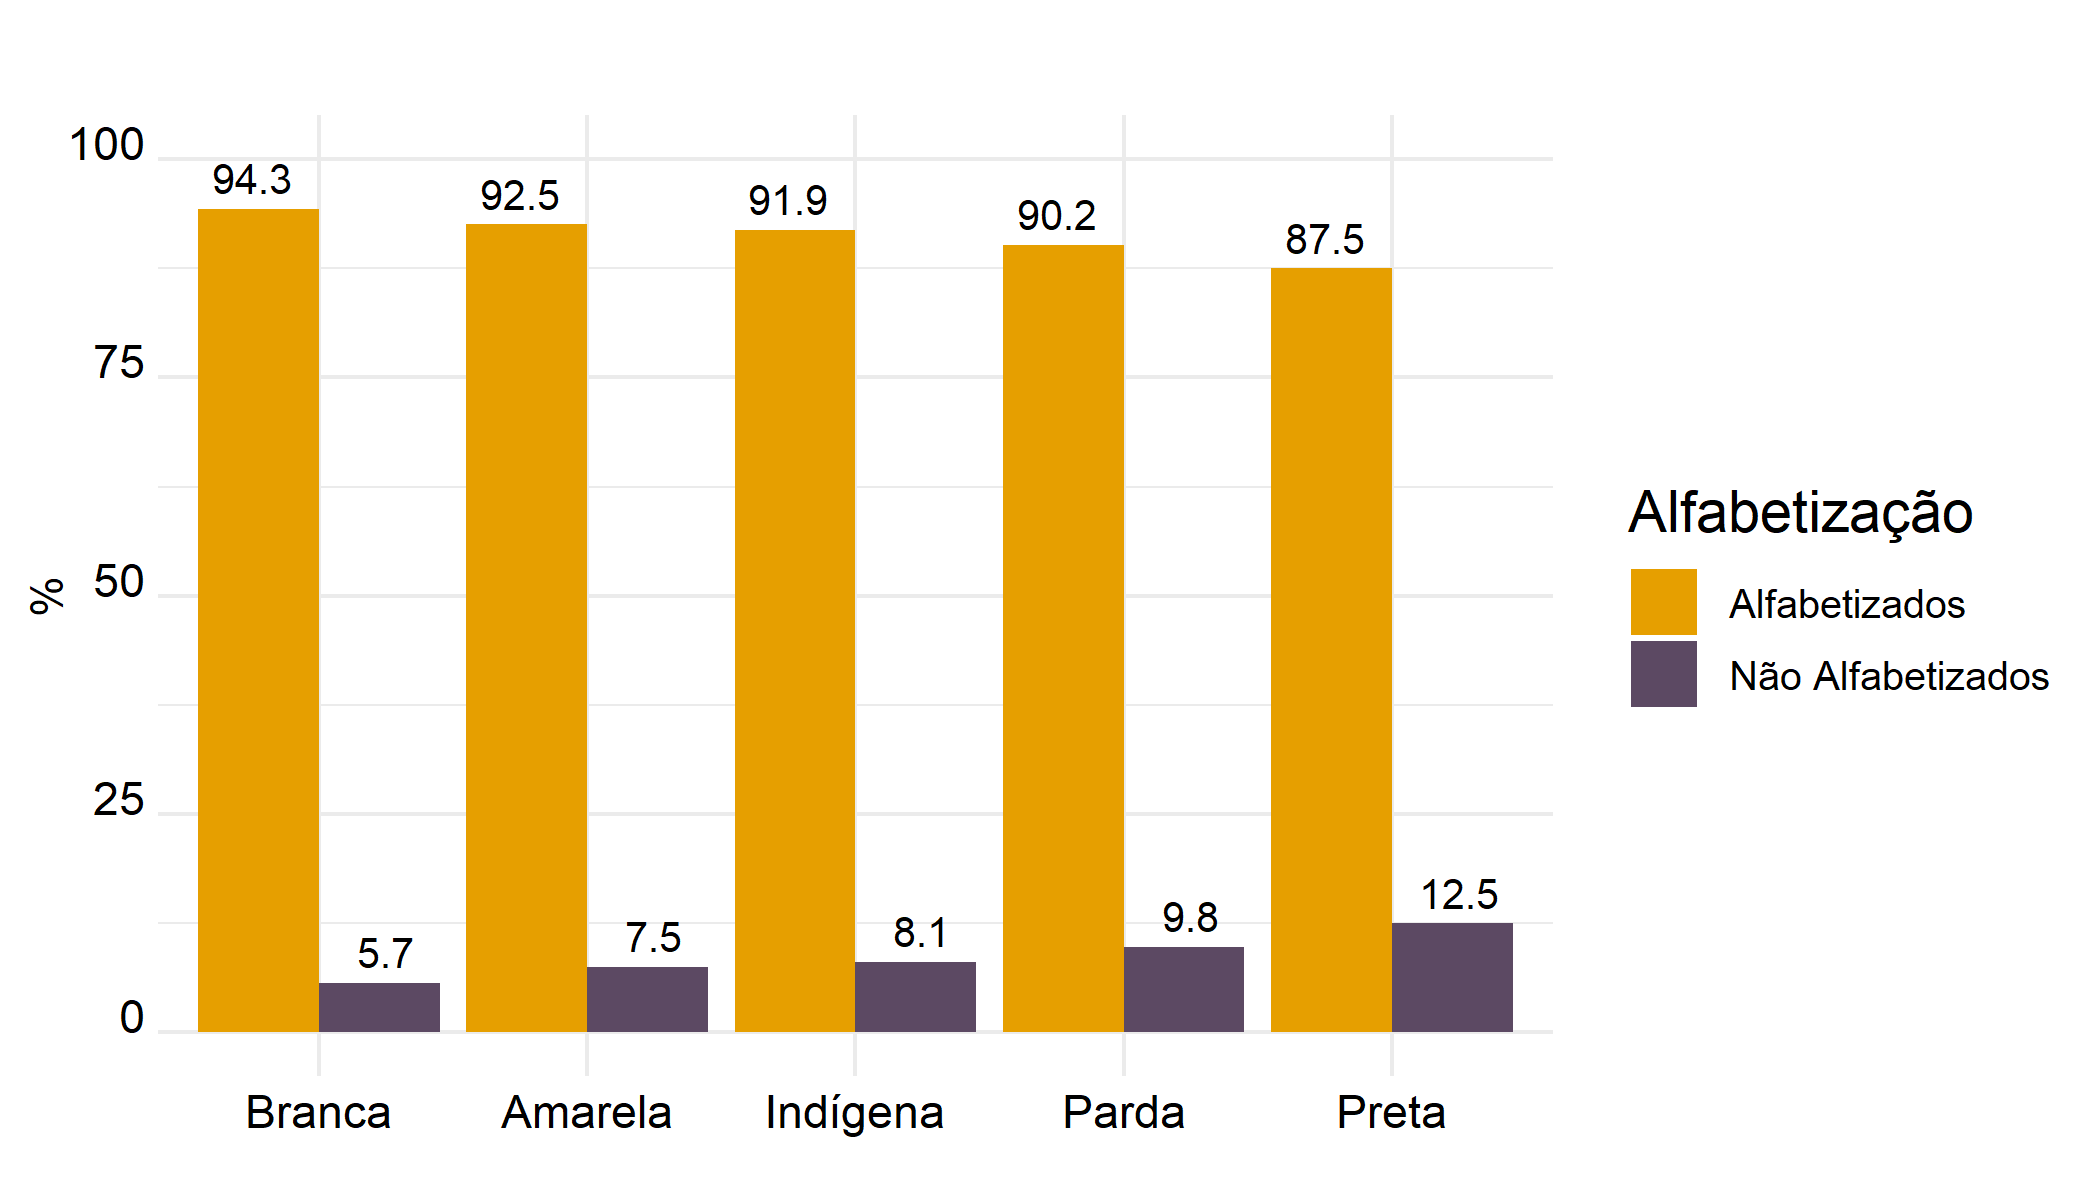 100
75
50
25
0
%
94.3
92.5
91.9
90.2
87.5
5.7
7.5
8.1
9.8
12.5
Branca
Amarela
Indígena
Parda
Preta
Alfabetização
Alfabetizados
Não Alfabetizados